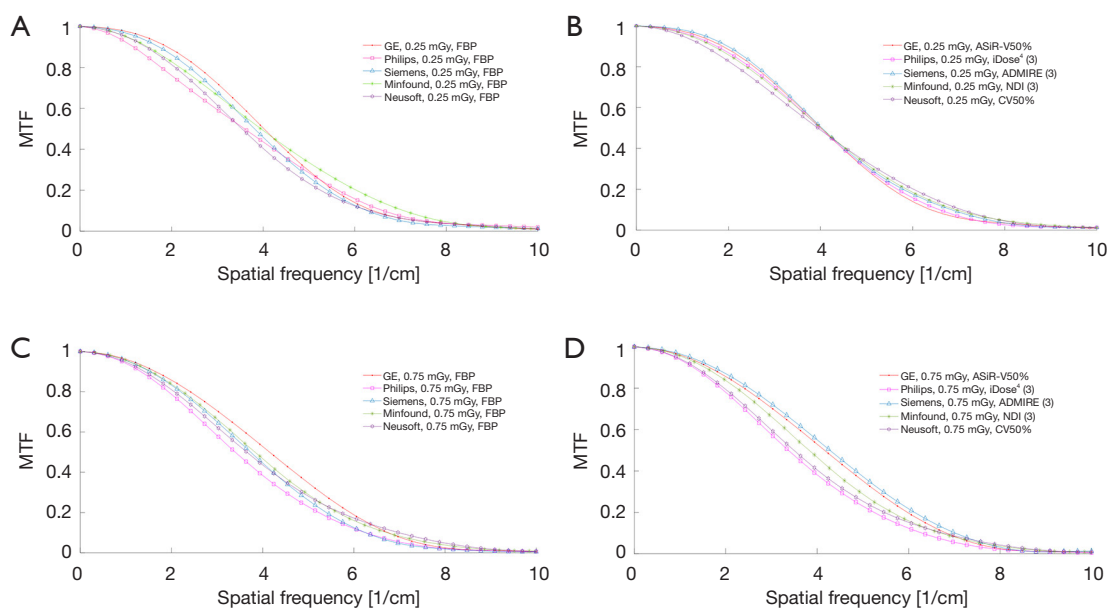 A
1
0.8
0.6
0.4
0.2
0
MTF
GE, 0.25 mGy, FBP
Philips, 0.25 mGy, FBP
Siemens, 0.25 mGy, FBP
Minfound, 0.25 mGy, FBP
Neusoft, 0.25 mGy, FBP
0 2 4 6 8 10
Spatial frequency [1/cm]
B
1
0.8
0.6
0.4
0.2
0
MTF
GE, 0.25 mGy, ASiR-V50%
Philips, 0.25 mGy, iDose⁴ (3)
Siemens, 0.25 mGy, ADMIRE (3)
Minfound, 0.25 mGy, NDI (3)
Neusoft, 0.25 mGy, CV50%
0 2 4 6 8 10
Spatial frequency [1/cm]
C
1
0.8
0.6
0.4
0.2
0
MTF
GE, 0.75 mGy, FBP
Philips, 0.75 mGy, FBP
Siemens, 0.75 mGy, FBP
Minfound, 0.75 mGy, FBP
Neusoft, 0.75 mGy, FBP
0 2 4 6 8 10
Spatial frequency [1/cm]
D
1
0.8
0.6
0.4
0.2
0
MTF
GE, 0.75 mGy, ASiR-V50%
Philips, 0.75 mGy, iDose⁴ (3)
Siemens, 0.75 mGy, ADMIRE (3)
Minfound, 0.75 mGy, NDI (3)
Neusoft, 0.75 mGy, CV50%
0 2 4 6 8 10
Spatial frequency [1/cm]